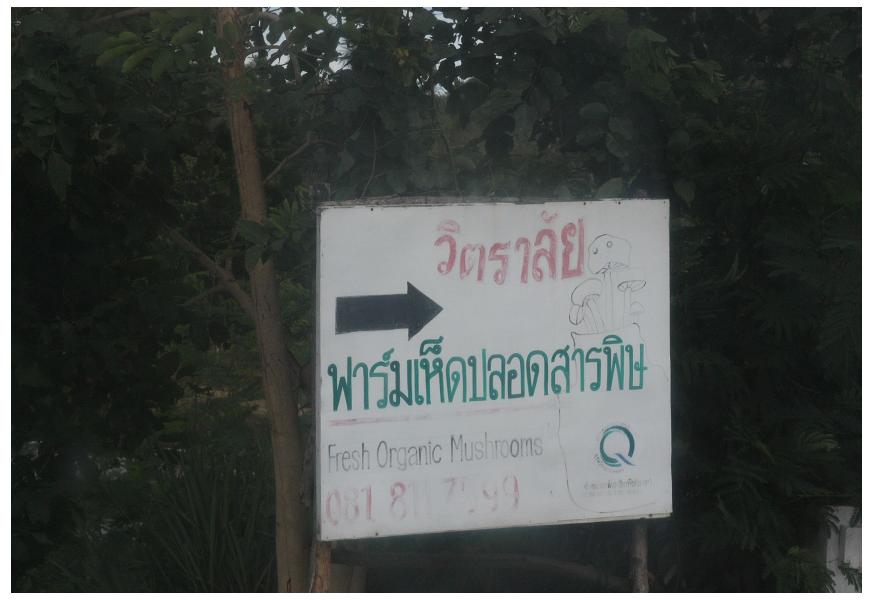 วิตราลัย
ฟาร์มเห็ดปลอดสารพิษ
Fresh Organic Mushrooms
081
Q